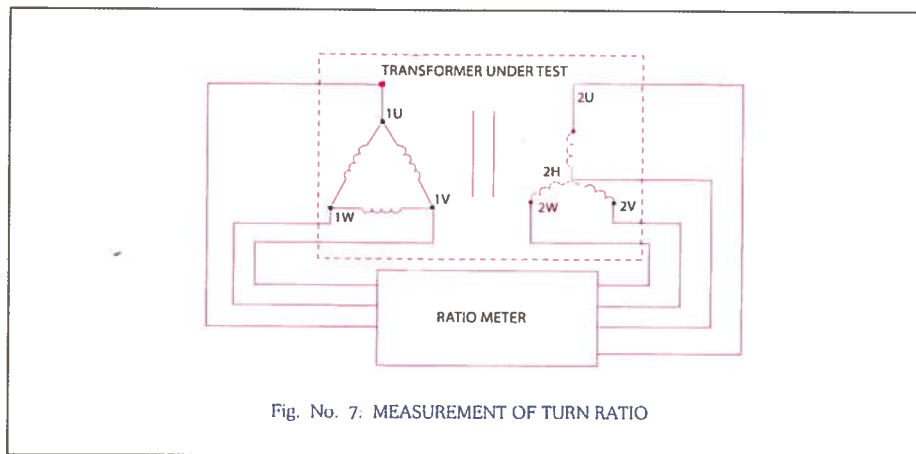 TRANSFORMER UNDER TEST
1U
2U
2H
1W
1V
2W
2V
RATIO METER
Fig. No. 7: MEASUREMENT OF TURN RATIO